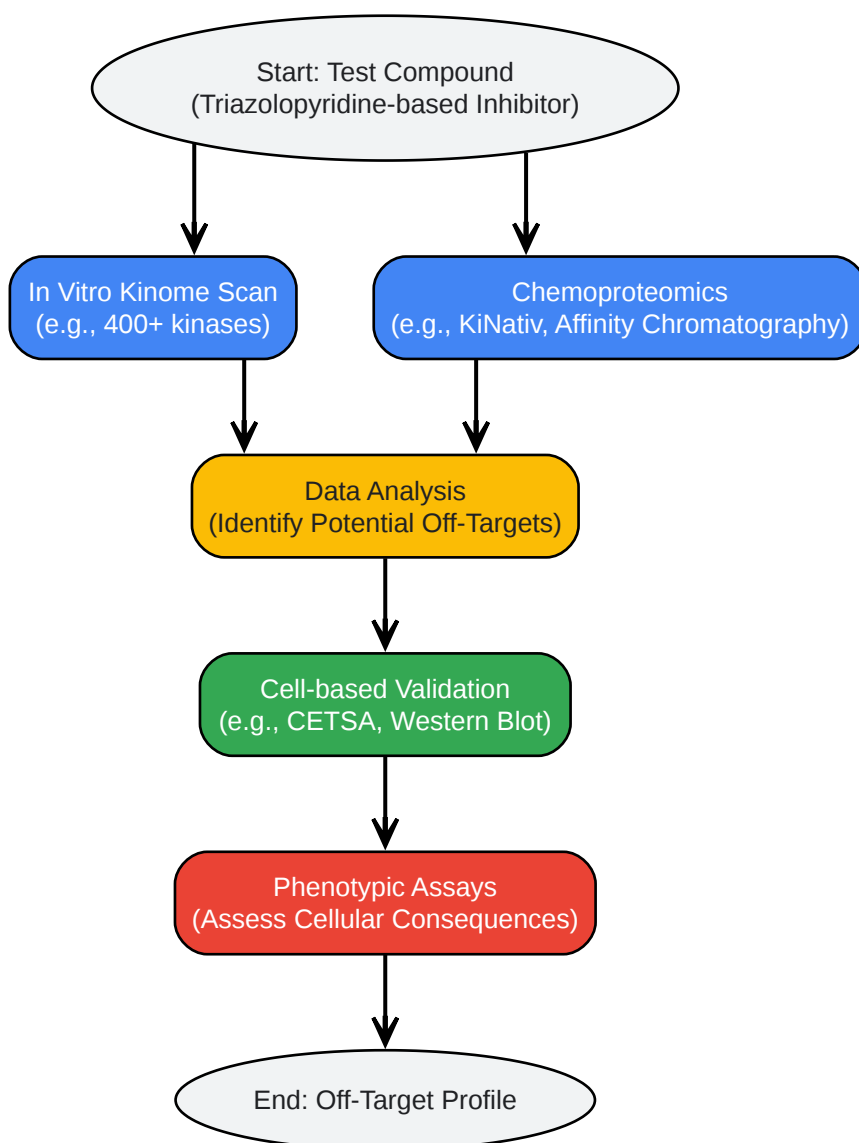 Start: Test Compound
(Triazolopyridine-based Inhibitor)
In Vitro Kinome Scan
(e.g., 400+ kinases)
Chemoproteomics
(e.g., KiNativ, Affinity Chromatography)
Data Analysis
(Identify Potential Off-Targets)
Cell-based Validation
(e.g., CETSA, Western Blot)
Phenotypic Assays
(Assess Cellular Consequences)
End: Off-Target Profile